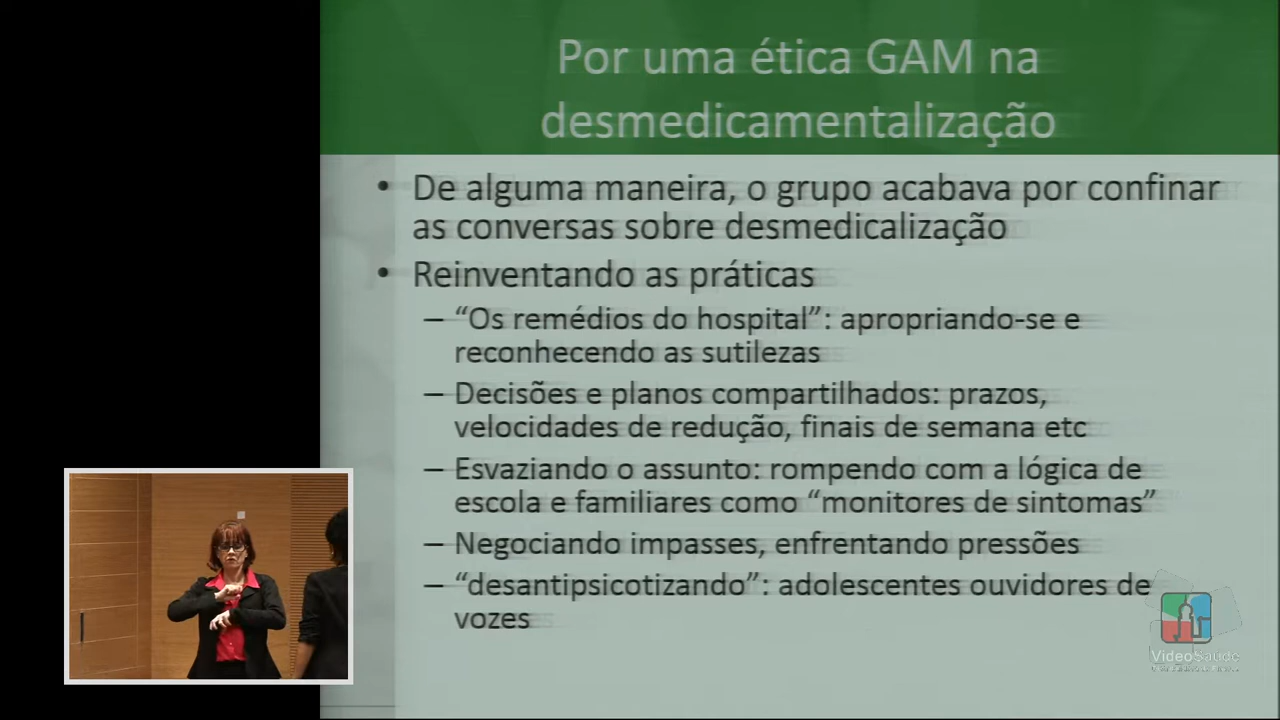 Por uma ética GAM na
desmedicamentalização
• De alguma maneira, o grupo acabava por confinar
as conversas sobre desmedicalização
• Reinventando as práticas
– “Os remédios do hospital”: apropriando-se e
reconhecendo as sutilezas
– Decisões e planos compartilhados: prazos,
velocidades de redução, finais de semana etc
– Esvaziando o assunto: rompendo com a lógica de
escola e familiares como “monitores de sintomas”
– Negociando impasses, enfrentando pressões
– “desantipsicotizando”: adolescentes ouvidores de
vozes
VideoSaúde